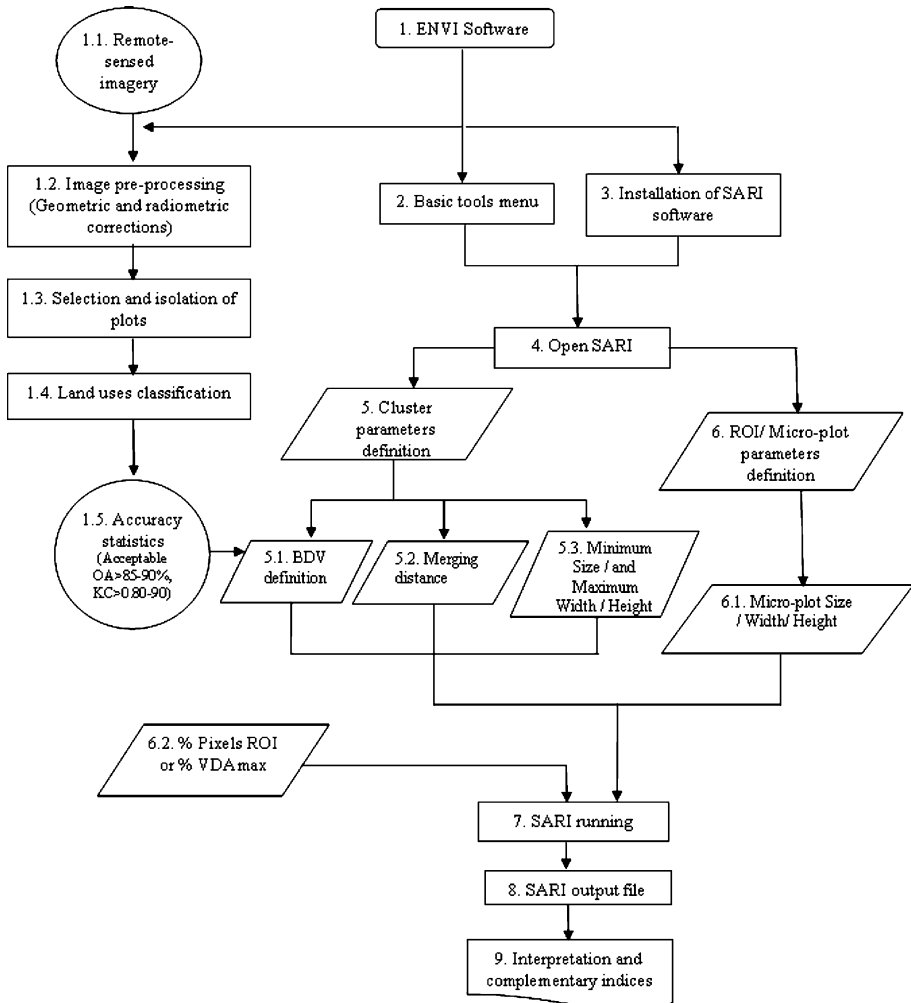 1.1. Remote-
sensed
imagery
1. ENVI Software
1.2. Image pre-processing
(Geometric and radiometric
corrections)
2. Basic tools menu
3. Installation of SARI
software
1.3. Selection and isolation of
plots
4. Open SARI
1.4. Land uses classification
5.
Cluster
parameters
definition
6. ROI/ Micro-plot
parameters
definition
1.5. Accuracy
statistics
(Acceptable
OA>85-90%,
KC>0.80-90)
5.1. BDV
definition
5.2. Merging
distance
5.3. Minimum
Size / and
Maximum
Width / Height
6.1. Micro-plot Size
/ Width/ Height
6.2. % Pixels ROI
or % VDAmax
7. SARI running
8. SARI output file
9. Interpretation and
complementary indices